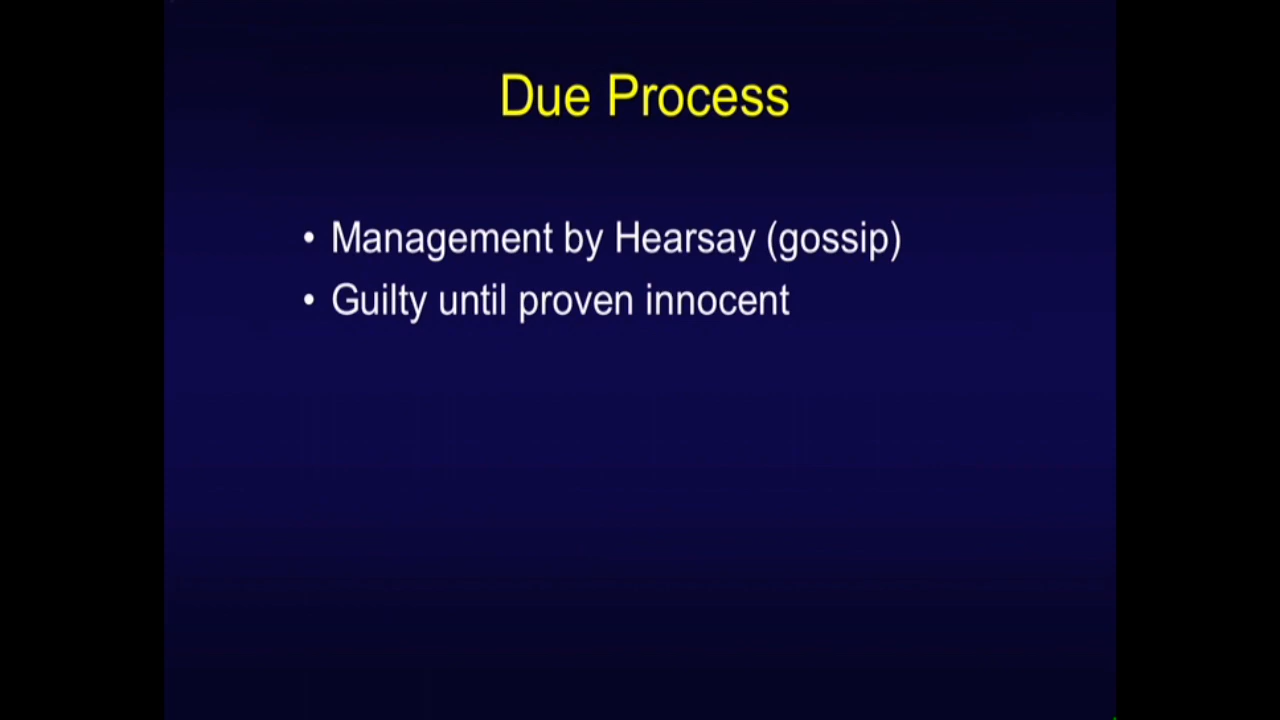 Due Process
• Management by Hearsay (gossip)
• Guilty until proven innocent